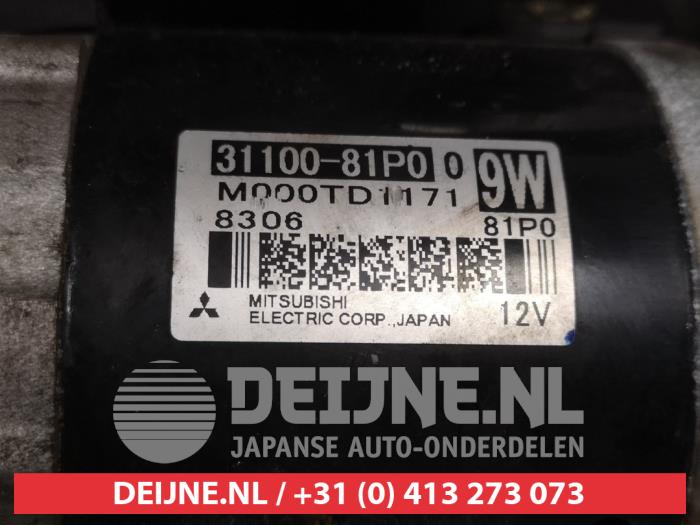 31100-81P0 0 9W
M000TD1171
8306 81P0
MITSUBISHI
ELECTRIC CORP.,JAPAN 12V
DEIJNE.NL
JAPANSE AUTO-ONDERDELEN
DEIJNE.NL / +31 (0) 413 273 073